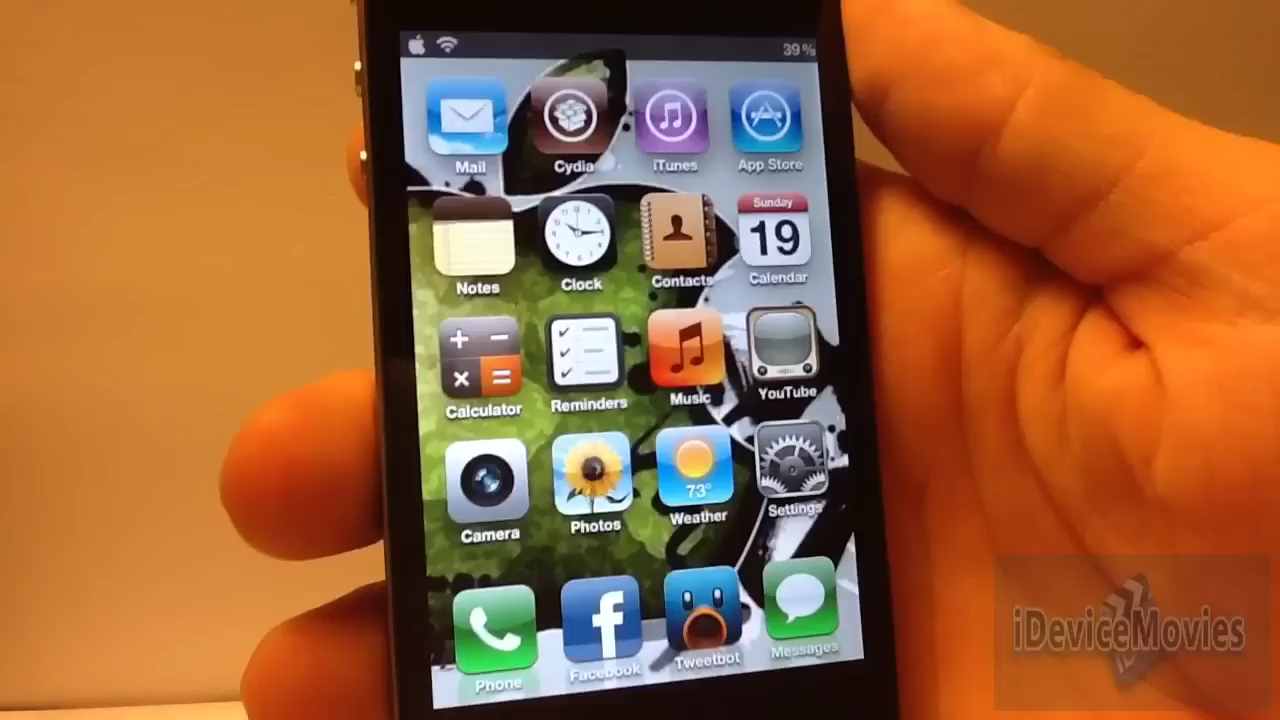 39%
Mail Cydia iTunes App Store
Sunday
19
Notes Clock Contacts Calendar
Calculator Reminders Music YouTube
73°
Camera Photos Weather Settings
f
Phone Facebook Tweetbot Messages
iDeviceMovies